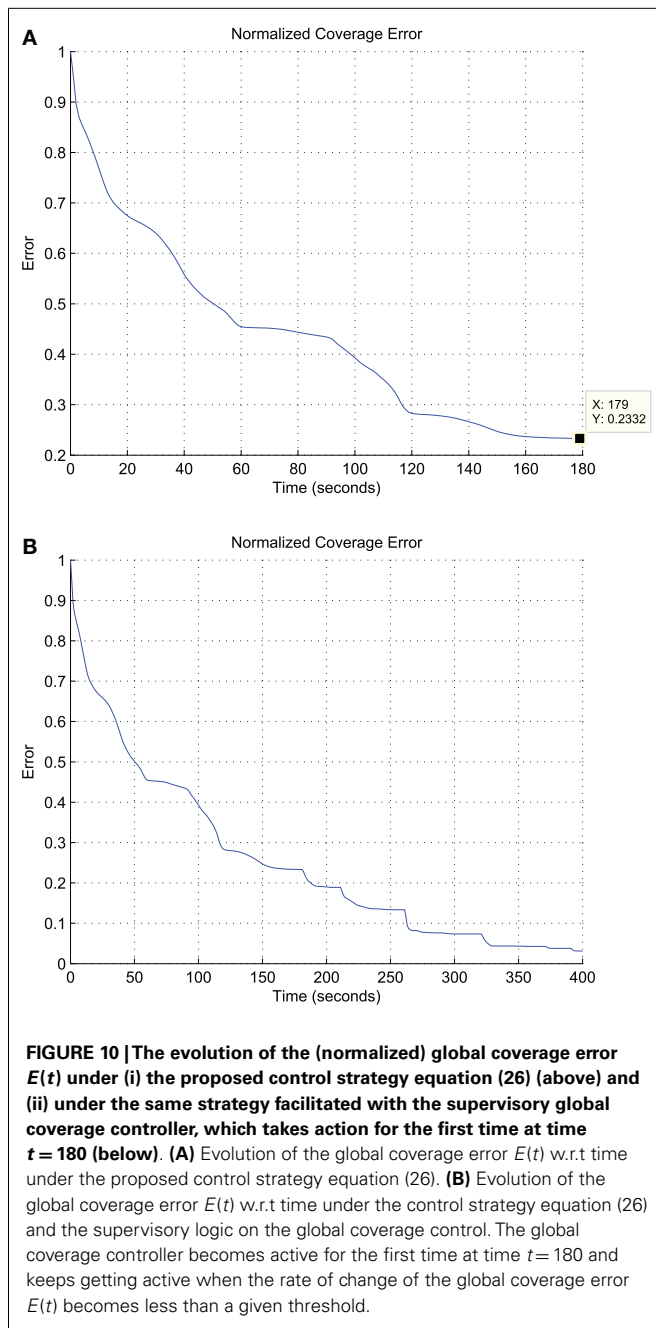 A
Normalized Coverage Error
1
0.9
0.8
0.7
0.6
0.5
0.4
0.3
0.2
Error
X: 179
Y: 0.2332
0 20 40 60 80 100 120 140 160 180
Time (seconds)
B
Normalized Coverage Error
1
0.9
0.8
0.7
0.6
0.5
0.4
0.3
0.2
0.1
0
Error
0 50 100 150 200 250 300 350 400
Time (seconds)
FIGURE 10 | The evolution of the (normalized) global coverage error
E(t) under (i) the proposed control strategy equation (26) (above) and
(ii) under the same strategy facilitated with the supervisory global
coverage controller, which takes action for the first time at time
t = 180 (below). (A) Evolution of the global coverage error E(t) w.r.t time
under the proposed control strategy equation (26). (B) Evolution of the
global coverage error E(t) w.r.t time under the control strategy equation (26)
and the supervisory logic on the global coverage control. The global
coverage controller becomes active for the first time at time t = 180 and
keeps getting active when the rate of change of the global coverage error
E(t) becomes less than a given threshold.